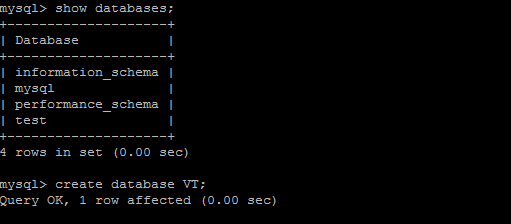 mysql> show databases;
+--------------------+
| Database           |
+--------------------+
| information_schema |
| mysql              |
| performance_schema |
| test               |
+--------------------+
4 rows in set (0.00 sec)

mysql> create database VT;
Query OK, 1 row affected (0.00 sec)